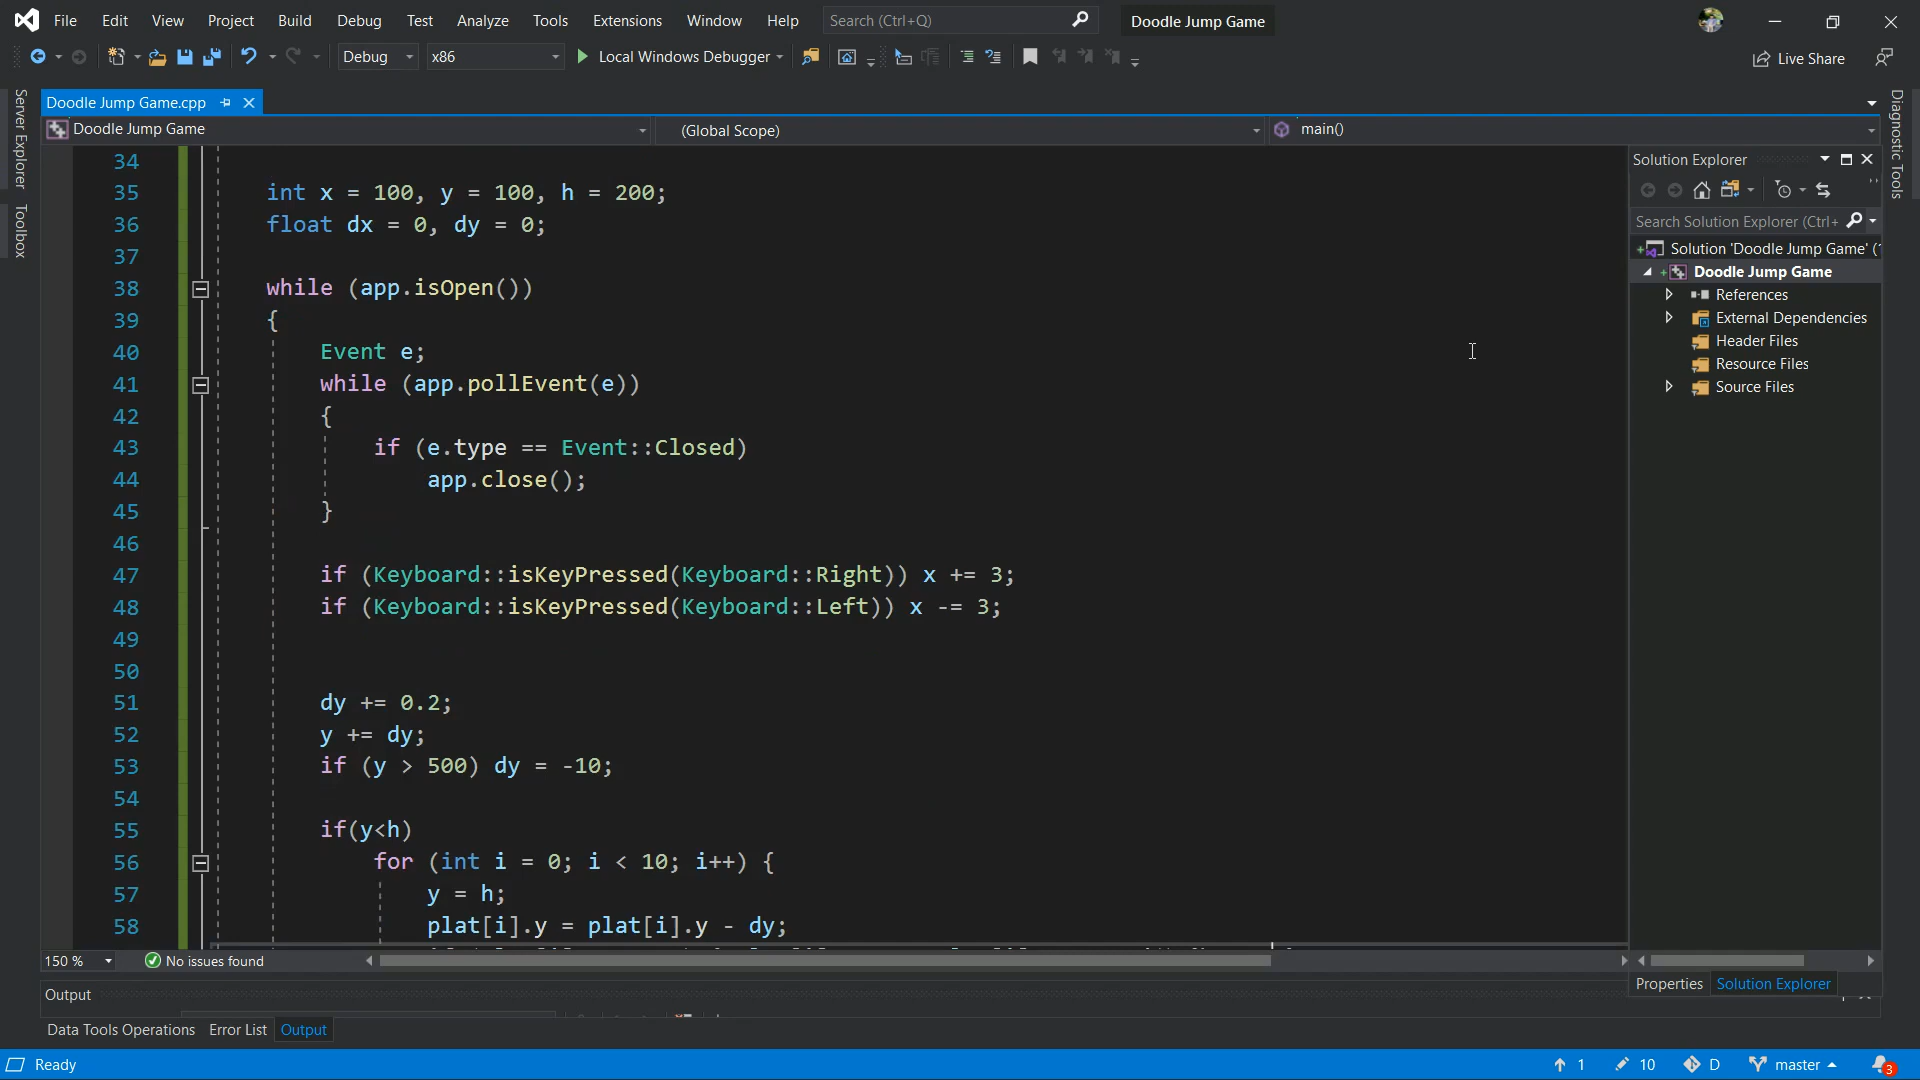 File Edit View Project Build Debug Test Analyze Tools Extensions Window Help Search (Ctrl+Q) Doodle Jump Game
Debug x86 Local Windows Debugger Live Share
Server Explorer
Toolbox
Doodle Jump Game.cpp
Doodle Jump Game (Global Scope) main()
34
35 int x = 100, y = 100, h = 200;
36 float dx = 0, dy = 0;
37
38 while (app.isOpen())
39 {
40 Event e;
41 while (app.pollEvent(e))
42 {
43 if (e.type == Event::Closed)
44 app.close();
45 }
46
47 if (Keyboard::isKeyPressed(Keyboard::Right)) x += 3;
48 if (Keyboard::isKeyPressed(Keyboard::Left)) x -= 3;
49
50
51 dy += 0.2;
52 y += dy;
53 if (y > 500) dy = -10;
54
55 if(y<h)
56 for (int i = 0; i < 10; i++) {
57 y = h;
58 plat[i].y = plat[i].y - dy;
150 % No issues found
Solution Explorer
Search Solution Explorer (Ctrl+
Solution 'Doodle Jump Game' (
Doodle Jump Game
References
External Dependencies
Header Files
Resource Files
Source Files
Properties Solution Explorer
Diagnostic Tools
Output
Data Tools Operations Error List Output
Ready 1 10 D master 3